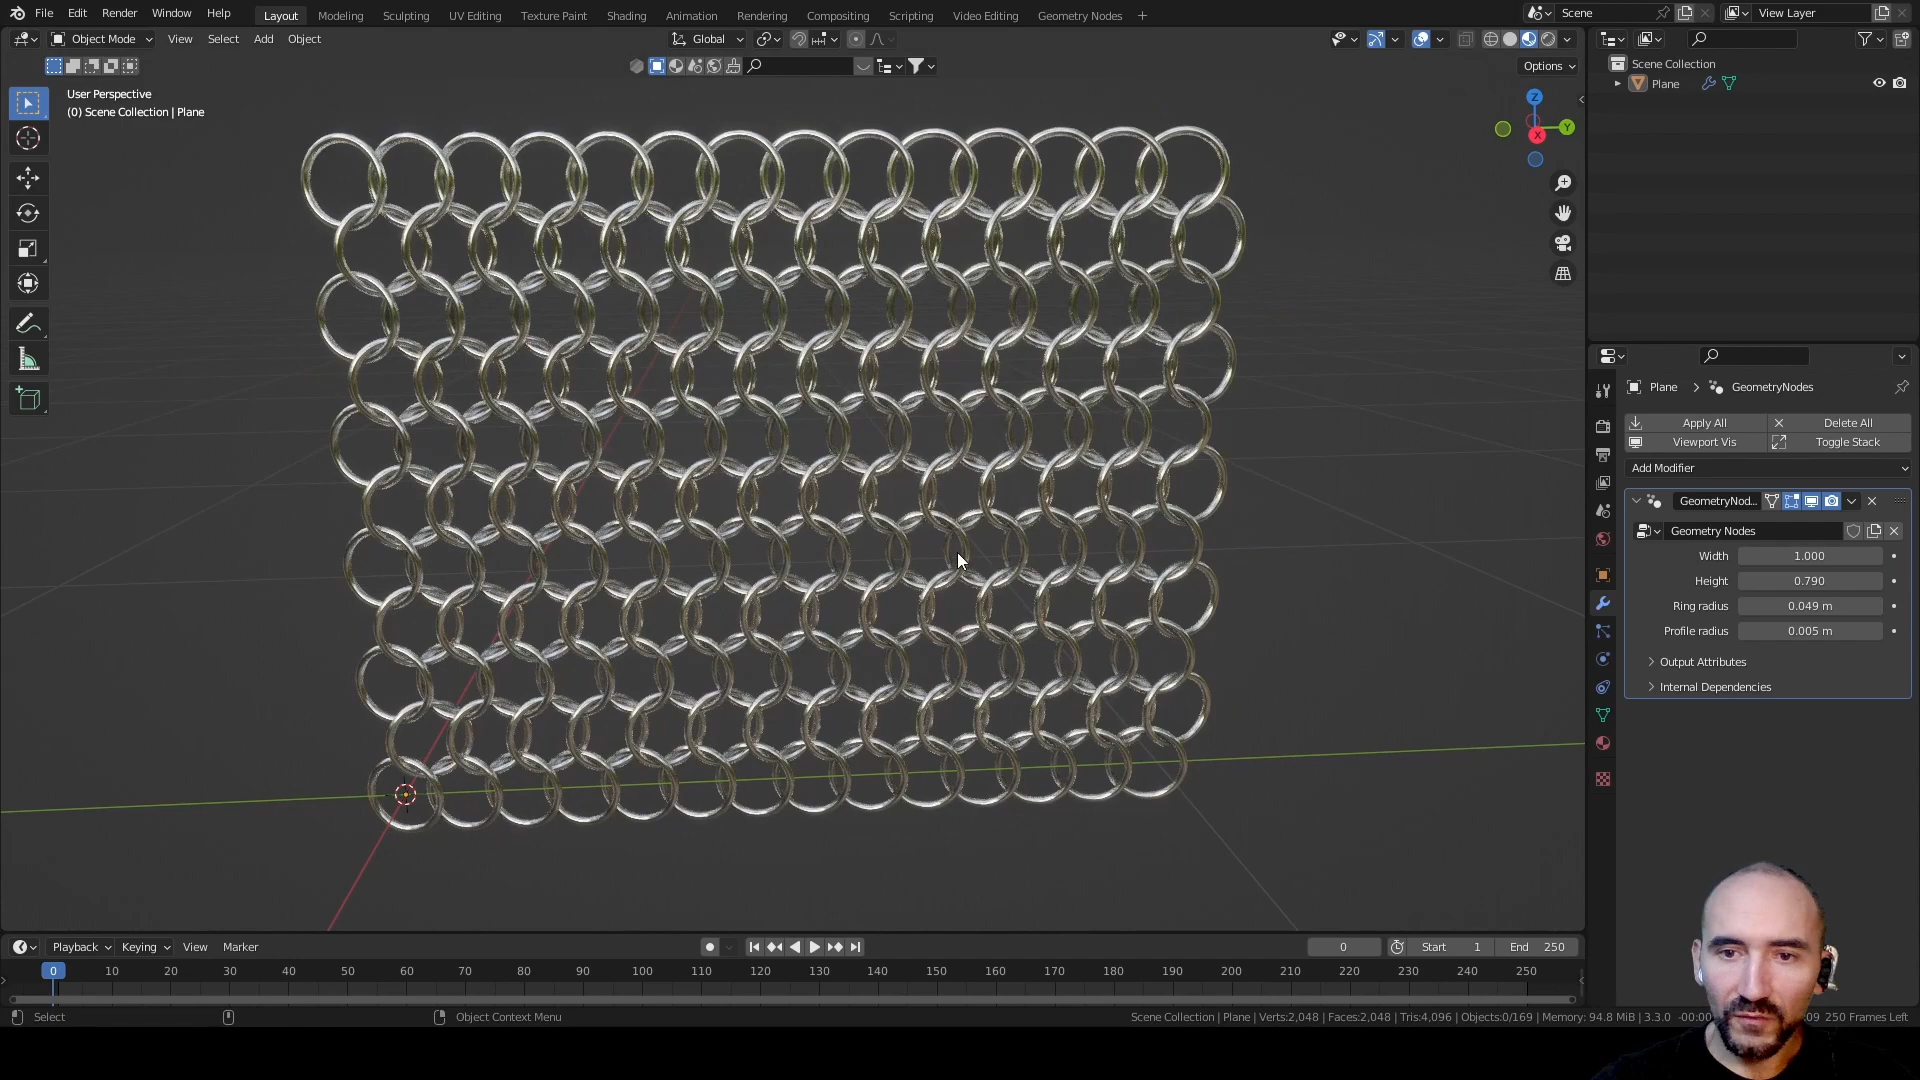 File Edit Render Window Help Layout Modeling Sculpting UV Editing Texture Paint Shading Animation Rendering Compositing Scripting Video Editing Geometry Nodes + Scene View Layer
Object Mode View Select Add Object Global
Options
User Perspective
(0) Scene Collection | Plane
Z
Y
X
Scene Collection
Plane
Plane > GeometryNodes
Apply All Delete All
Viewport Vis Toggle Stack
Add Modifier
GeometryNod...
Geometry Nodes
Width 1.000
Height 0.790
Ring radius 0.049 m
Profile radius 0.005 m
Output Attributes
Internal Dependencies
Playback Keying View Marker 0 Start 1 End 250
0 10 20 30 40 50 60 70 80 90 100 110 120 130 140 150 160 170 180 190 200 210 220 230 240 250
Select Object Context Menu Scene Collection | Plane | Verts:2,048 | Faces:2,048 | Tris:4,096 | Objects:0/169 | Memory: 94.8 MiB | 3.3.0 -00:00 09 250 Frames Left